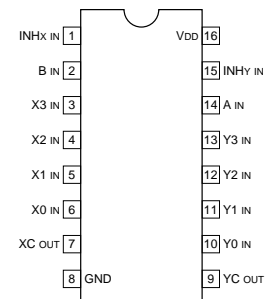 INHX IN 1
B IN 2
X3 IN 3
X2 IN 4
X1 IN 5
X0 IN 6
XC OUT 7
8 GND
VDD 16
15 INHY IN
14 A IN
13 Y3 IN
12 Y2 IN
11 Y1 IN
10 Y0 IN
9 YC OUT